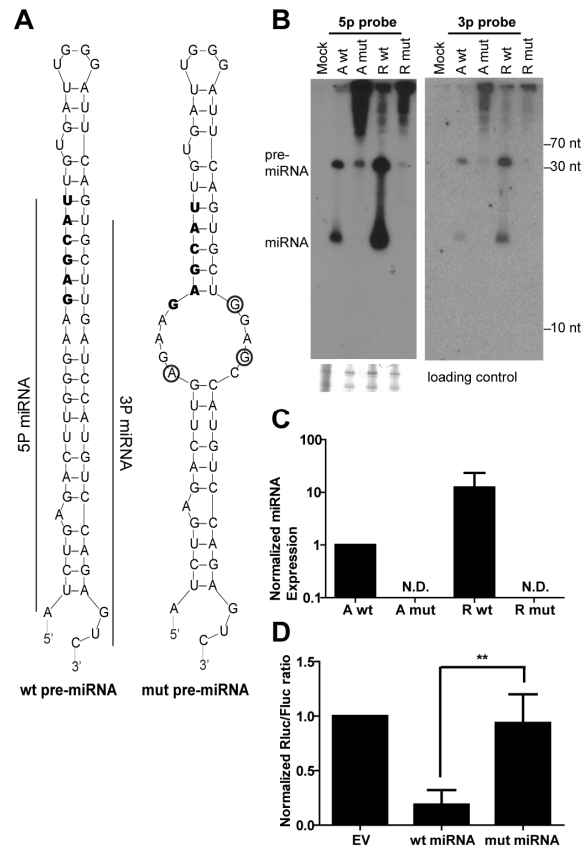 A
5P miRNA
3P miRNA
5'
3'
5'
3'
wt pre-miRNA
mut pre-miRNA
B
5p probe
3p probe
Mock
A wt
A mut
R wt
R mut
Mock
A wt
A mut
R wt
R mut
pre-
miRNA
miRNA
–70 nt
–30 nt
–10 nt
loading control
C
Normalized miRNA
Expression
100
10
1
0.1
N.D.
N.D.
A wt
A mut
R wt
R mut
D
Normalized Rluc/Fluc ratio
1.5
1.0
0.5
0.0
**
EV
wt miRNA
mut miRNA